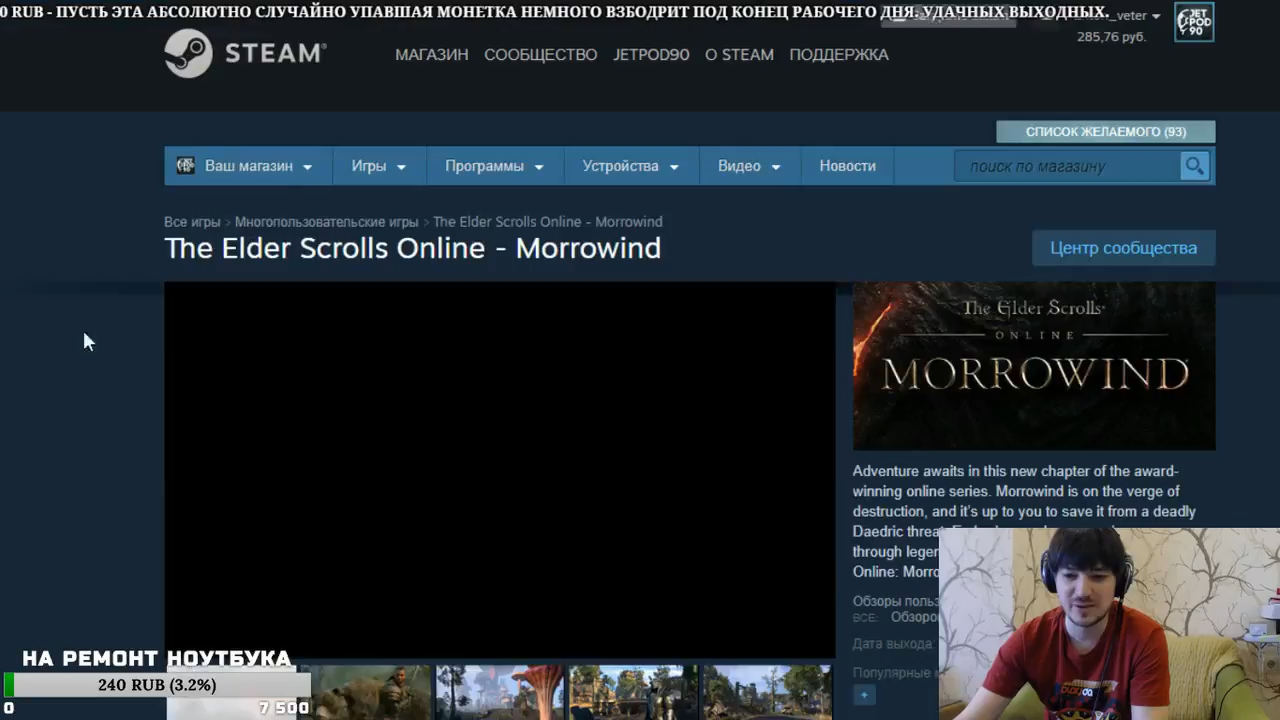 0 RUB - ПУСТЬ ЭТА АБСОЛЮТНО СЛУЧАЙНО УПАВШАЯ МОНЕТКА НЕМНОГО ВЗБОДРИТ ПОД КОНЕЦ РАБОЧЕГО ДНЯ. УДАЧНЫХ ВЫХОДНЫХ.
_veter
285,76 руб.
JET
POD
90
STEAM®
МАГАЗИН СООБЩЕСТВО JETPOD90 О STEAM ПОДДЕРЖКА
СПИСОК ЖЕЛАЕМОГО (93)
Ваш магазин Игры Программы Устройства Видео Новости поиск по магазину
Все игры > Многопользовательские игры > The Elder Scrolls Online - Morrowind
The Elder Scrolls Online - Morrowind
Центр сообщества
The Elder Scrolls®
ONLINE
MORROWIND
Adventure awaits in this new chapter of the award-
winning online series. Morrowind is on the verge of
destruction, and it's up to you to save it from a deadly
Daedric threat.
through
Online:
Обзоры
ВСЕ:
Дата выхода:
Популярные
+
НА РЕМОНТ НОУТБУКА
240 RUB (3.2%)
0 7 500